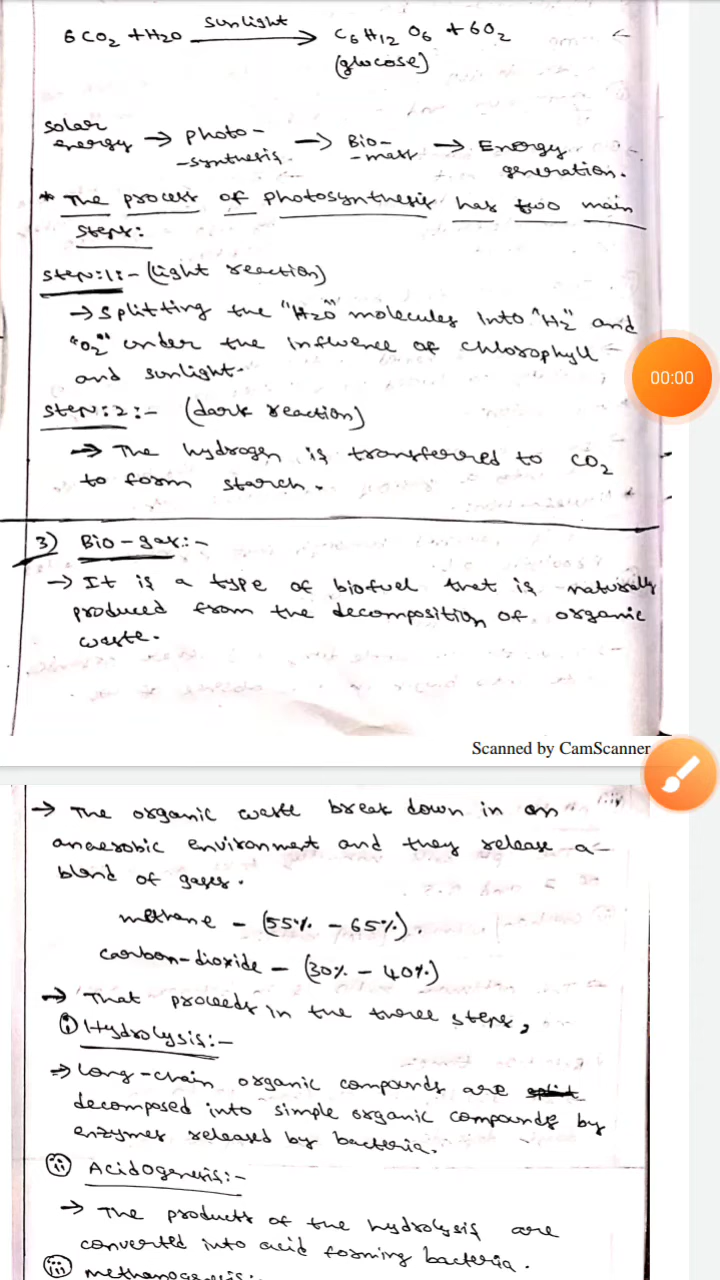 6CO2 + H2O sunlight → C6H12O6 + 6O2
(glucose)
solar energy → photo-synthesis → Bio-mass → Energy generation.
* The process of photosynthesis has two main
steps:
step:1:- (light reaction)
→ splitting the "H2O" molecules into "H2" and
"O2" under the influence of chlorophyll
and sunlight.
00:00
step:2:- (dark reaction)
→ The hydrogen is transferred to CO2
to form starch.
3) Bio-gas:-
→ It is a type of biofuel that is naturally
produced from the decomposition of organic
waste.
Scanned by CamScanner
→ The organic waste break down in an
anaerobic environment and they release a
blend of gases.
methane - (55% - 65%).
carbon-dioxide - (30% - 40%)
→ That proceeds in the three steps,
(i) Hydrolysis:-
→ Long-chain organic compounds are split
decomposed into simple organic compounds by
enzymes released by bacteria.
(ii) Acidogenesis:-
→ The products of the hydrolysis are
converted into acid forming bacteria.
(iii) methanogenesis:-